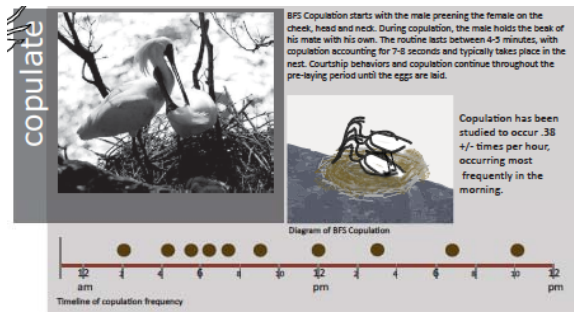 copulate
BFS Copulation starts with the male preening the female on the
cheek, head and neck. During copulation, the male holds the beak of
his mate with his own. The routine lasts between 4-5 minutes, with
copulation accounting for 7-8 seconds and typically takes place in the
nest. Courtship behaviors and copulation continue throughout the
pre-laying period until the eggs are laid.
Copulation has been
studied to occur .38
+/- times per hour,
occurring most
frequently in the
morning.
Diagram of BFS Copulation
12 2 4 6 8 10 12 2 4 6 8 10 12
am pm pm
Timeline of copulation frequency